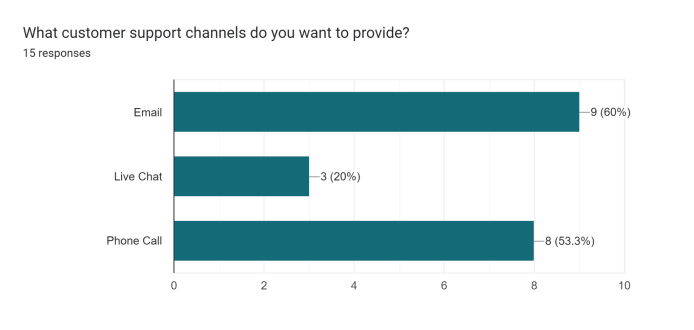 What customer support channels do you want to provide?
15 responses
Email
9 (60%)
Live Chat
3 (20%)
Phone Call
8 (53.3%)
0 2 4 6 8 10